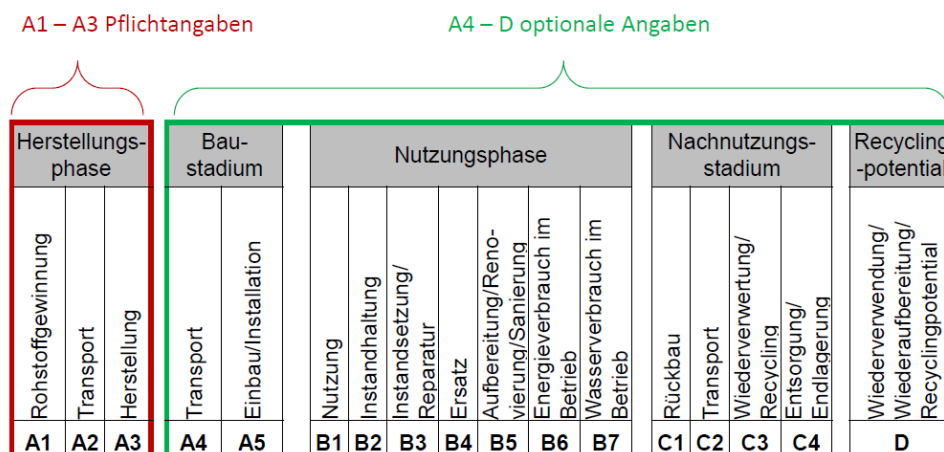 A1 – A3 Pflichtangaben
A4 – D optionale Angaben
Herstellungs-
phase
Bau-
stadium
Nutzungsphase
Nachnutzungs-
stadium
Recycling
-potential
Rohstoffgewinnung
Transport
Herstellung
Transport
Einbau/Installation
Nutzung
Instandhaltung
Instandsetzung/
Reparatur
Ersatz
Aufbereitung/Reno-
vierung/Sanierung
Energieverbrauch im
Betrieb
Wasserverbrauch im
Betrieb
Rückbau
Transport
Wiederverwertung/
Recycling
Entsorgung/
Endlagerung
Wiederverwendung/
Wiederaufbereitung/
Recyclingpotential
A1 A2 A3 A4 A5 B1 B2 B3 B4 B5 B6 B7 C1 C2 C3 C4 D